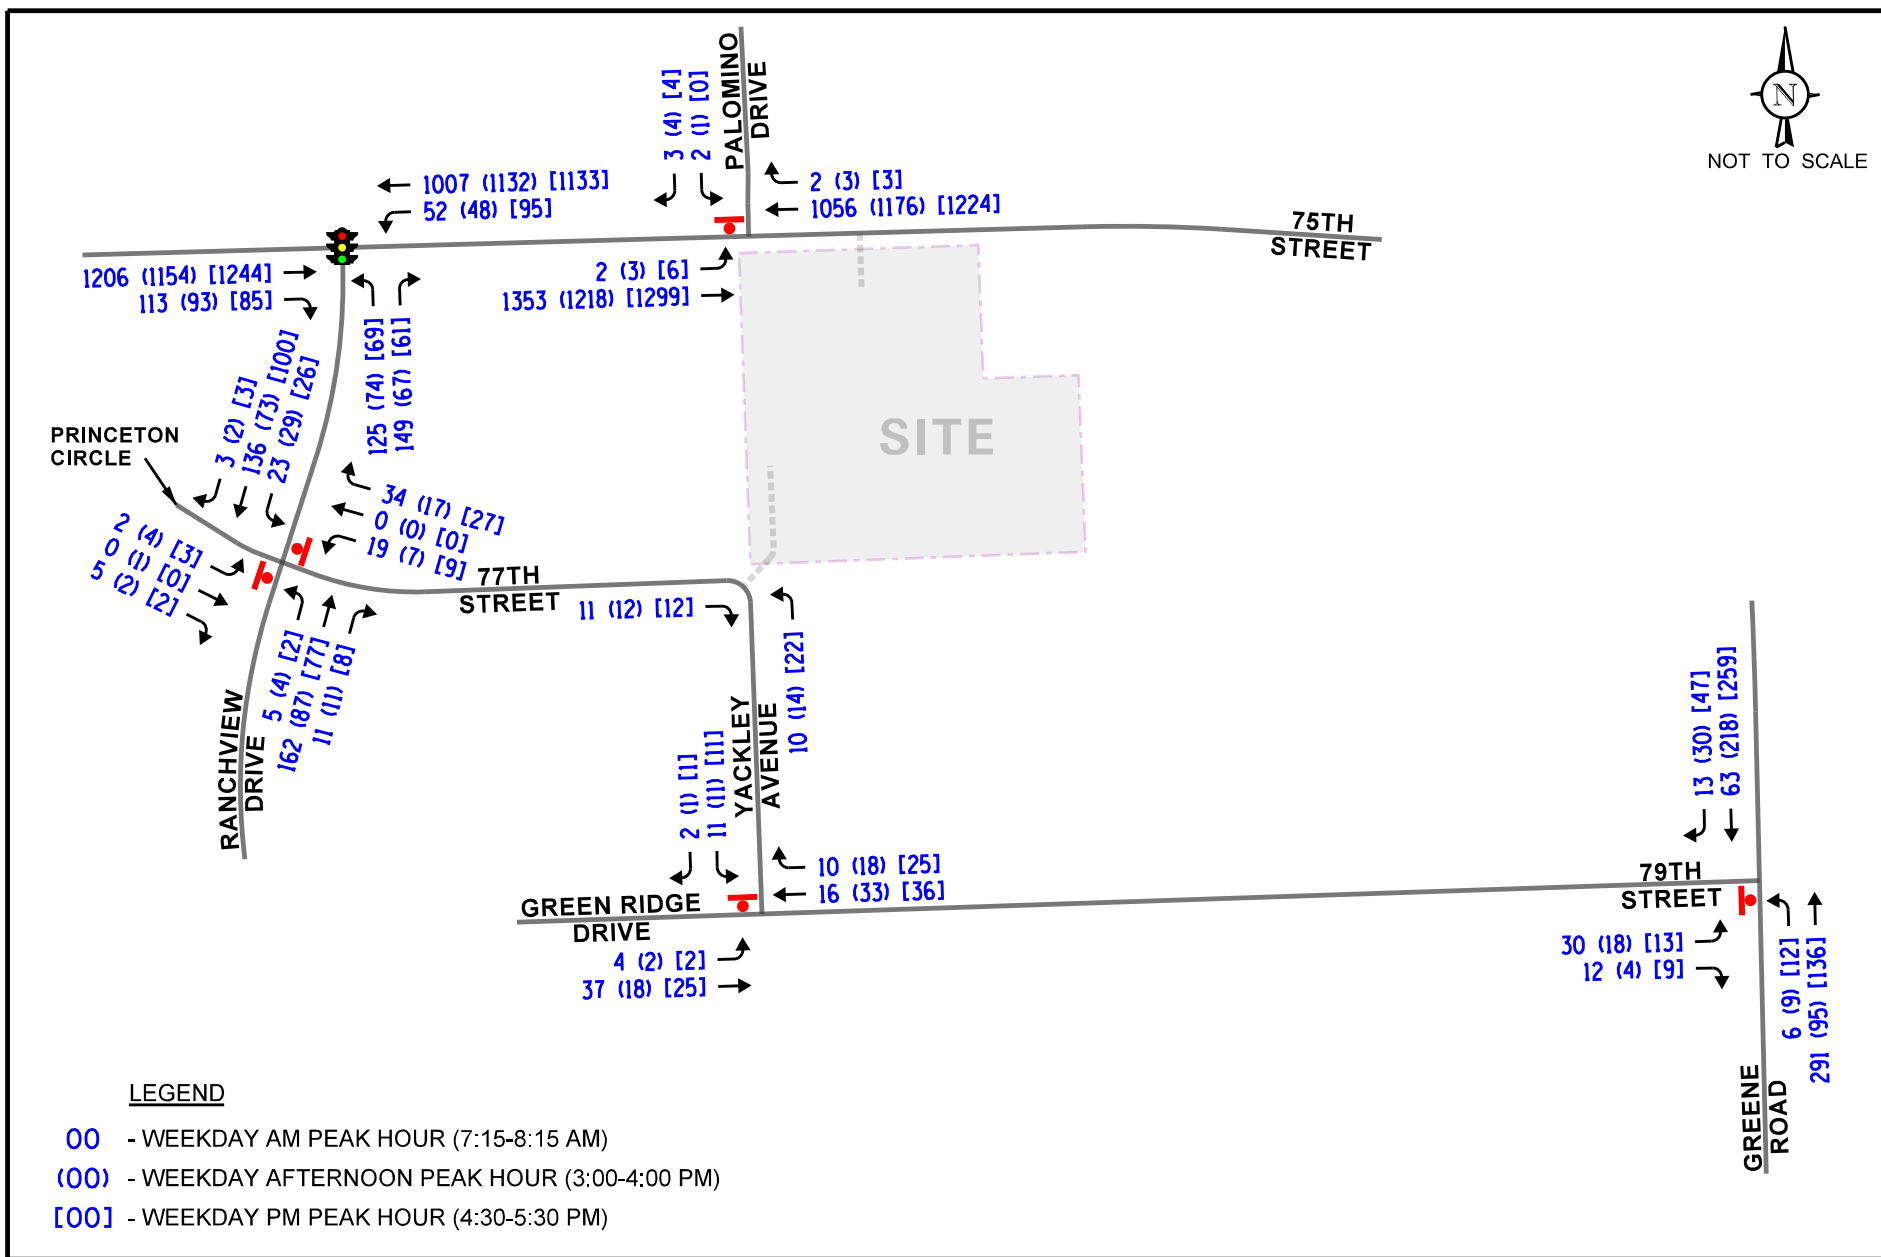 PALOMINO
DRIVE
3 (4) [4]
2 (1) [0]
N
NOT TO SCALE
1007 (1132) [1133]
52 (48) [95]
2 (3) [3]
1056 (1176) [1224]
75TH
STREET
1206 (1154) [1244]
113 (93) [85]
2 (3) [6]
1353 (1218) [1299]
125 (74) [69]
149 (67) [61]
3 (2) [3]
136 (73) [100]
23 (29) [26]
SITE
PRINCETON
CIRCLE
34 (17) [27]
0 (0) [0]
19 (7) [9]
2 (4) [3]
0 (1) [0]
5 (2) [2]
77TH
STREET
11 (12) [12]
10 (14) [22]
5 (4) [2]
162 (87) [77]
11 (11) [8]
RANCHVIEW
DRIVE
YACKLEY
AVENUE
2 (1) [1]
11 (11) [11]
13 (30) [47]
63 (218) [259]
10 (18) [25]
16 (33) [36]
GREEN RIDGE
DRIVE
4 (2) [2]
37 (18) [25]
79TH
STREET
30 (18) [13]
12 (4) [9]
6 (9) [12]
291 (95) [136]
GREENE
ROAD
LEGEND
00 - WEEKDAY AM PEAK HOUR (7:15-8:15 AM)
(00) - WEEKDAY AFTERNOON PEAK HOUR (3:00-4:00 PM)
[00] - WEEKDAY PM PEAK HOUR (4:30-5:30 PM)